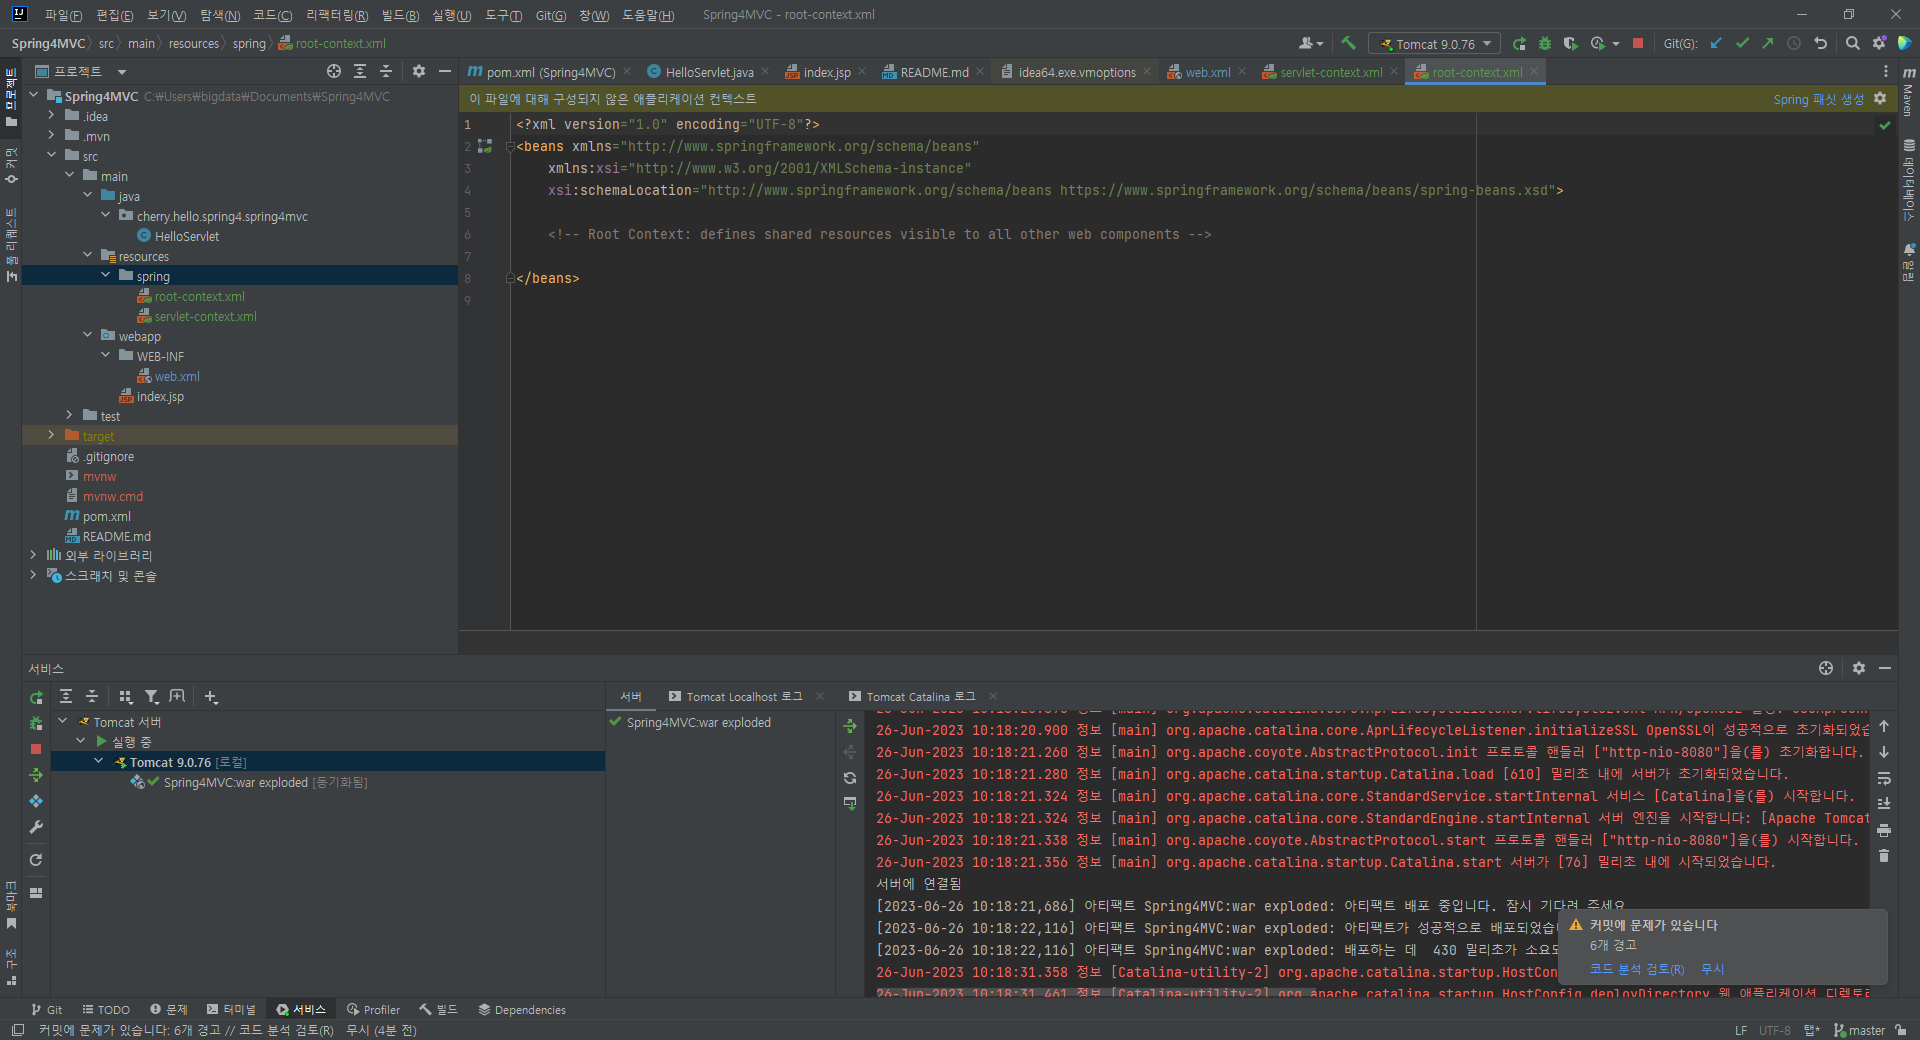 파일(F) 편집(E) 보기(V) 탐색(N) 코드(C) 리팩터링(R) 빌드(B) 실행(U) 도구(T) Git(G) 창(W) 도움말(H) Spring4MVC - root-context.xml
Spring4MVC src main resources spring root-context.xml Tomcat 9.0.76 Git(G):
프로젝트
pom.xml (Spring4MVC) HelloServlet.java index.jsp README.md idea64.exe.vmoptions web.xml servlet-context.xml root-context.xml
Spring4MVC C:₩Users₩bigdata₩Documents₩Spring4MVC
.idea
.mvn
src
main
java
cherry.hello.spring4.spring4mvc
HelloServlet
resources
spring
root-context.xml
servlet-context.xml
webapp
WEB-INF
web.xml
index.jsp
test
target
.gitignore
mvnw
mvnw.cmd
pom.xml
README.md
외부 라이브러리
스크래치 및 콘솔
이 파일에 대해 구성되지 않은 애플리케이션 컨텍스트 Spring 패싯 생성
1 <?xml version="1.0" encoding="UTF-8"?>
2 <beans xmlns="http://www.springframework.org/schema/beans"
3 xmlns:xsi="http://www.w3.org/2001/XMLSchema-instance"
4 xsi:schemaLocation="http://www.springframework.org/schema/beans https://www.springframework.org/schema/beans/spring-beans.xsd">
5
6 <!-- Root Context: defines shared resources visible to all other web components -->
7
8 </beans>
9
프로젝트
커밋
풀 리퀘스트
북마크
구조
Maven
데이터베이스
알림
서비스
Tomcat 서버
실행 중
Tomcat 9.0.76 [로컬]
Spring4MVC:war exploded [동기화됨]
서버 Tomcat Localhost 로그 Tomcat Catalina 로그
Spring4MVC:war exploded
26-Jun-2023 10:18:20.900 정보 [main] org.apache.catalina.core.AprLifecycleListener.initializeSSL OpenSSL이 성공적으로 초기화되었습
26-Jun-2023 10:18:21.260 정보 [main] org.apache.coyote.AbstractProtocol.init 프로토콜 핸들러 ["http-nio-8080"]을(를) 초기화합니다.
26-Jun-2023 10:18:21.280 정보 [main] org.apache.catalina.startup.Catalina.load [610] 밀리초 내에 서버가 초기화되었습니다.
26-Jun-2023 10:18:21.324 정보 [main] org.apache.catalina.core.StandardService.startInternal 서비스 [Catalina]을(를) 시작합니다.
26-Jun-2023 10:18:21.324 정보 [main] org.apache.catalina.core.StandardEngine.startInternal 서버 엔진을 시작합니다: [Apache Tomcat
26-Jun-2023 10:18:21.338 정보 [main] org.apache.coyote.AbstractProtocol.start 프로토콜 핸들러 ["http-nio-8080"]을(를) 시작합니다.
26-Jun-2023 10:18:21.356 정보 [main] org.apache.catalina.startup.Catalina.start 서버가 [76] 밀리초 내에 시작되었습니다.
서버에 연결됨
[2023-06-26 10:18:21,686] 아티팩트 Spring4MVC:war exploded: 아티팩트 배포 중입니다. 잠시 기다려 주세요
[2023-06-26 10:18:22,116] 아티팩트 Spring4MVC:war exploded: 아티팩트가 성공적으로 배포되었습
[2023-06-26 10:18:22,116] 아티팩트 Spring4MVC:war exploded: 배포하는 데 430 밀리초가 소요도
26-Jun-2023 10:18:31.358 정보 [Catalina-utility-2] org.apache.catalina.startup.HostConf
26-Jun-2023 10:18:31.461 정보 [Catalina-utility-2] org.apache.catalina.startup.HostConfig.deployDirectory 웹 애플리케이션 디렉토리
커밋에 문제가 있습니다
6개 경고
코드 분석 검토(R) 무시
Git TODO 문제 터미널 서비스 Profiler 빌드 Dependencies
커밋에 문제가 있습니다: 6개 경고 // 코드 분석 검토(R) 무시 (4분 전) LF UTF-8 탭* master